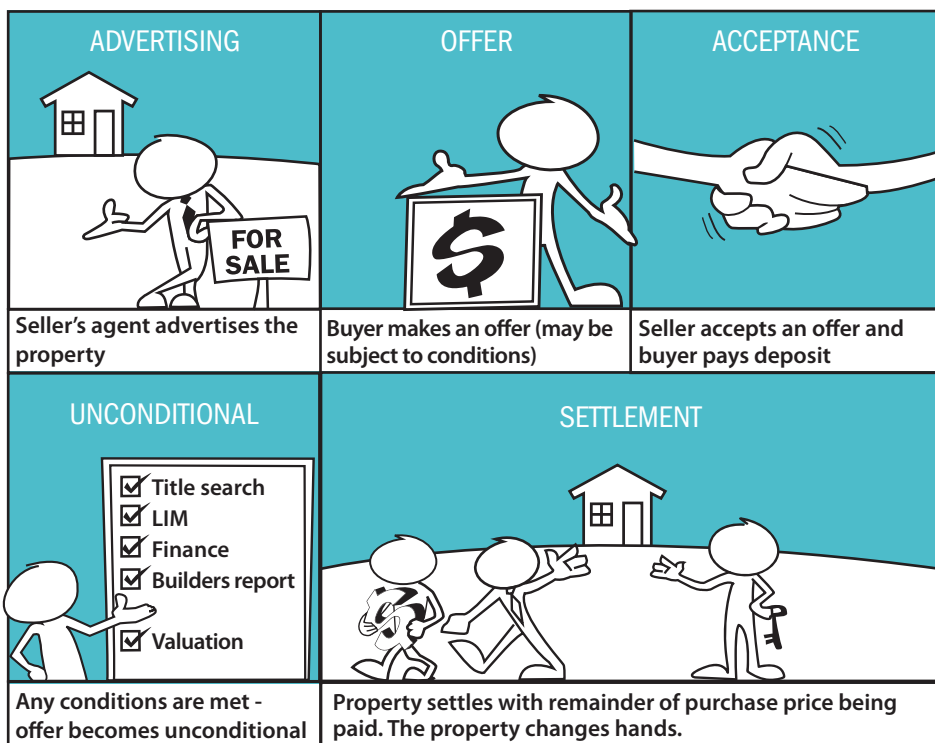 ADVERTISING
FOR
SALE
Seller's agent advertises the
property
OFFER
$
Buyer makes an offer (may be
subject to conditions)
ACCEPTANCE
Seller accepts an offer and
buyer pays deposit
UNCONDITIONAL
Title search
LIM
Finance
Builders report
Valuation
Any conditions are met -
offer becomes unconditional
SETTLEMENT
$
Property settles with remainder of purchase price being
paid. The property changes hands.